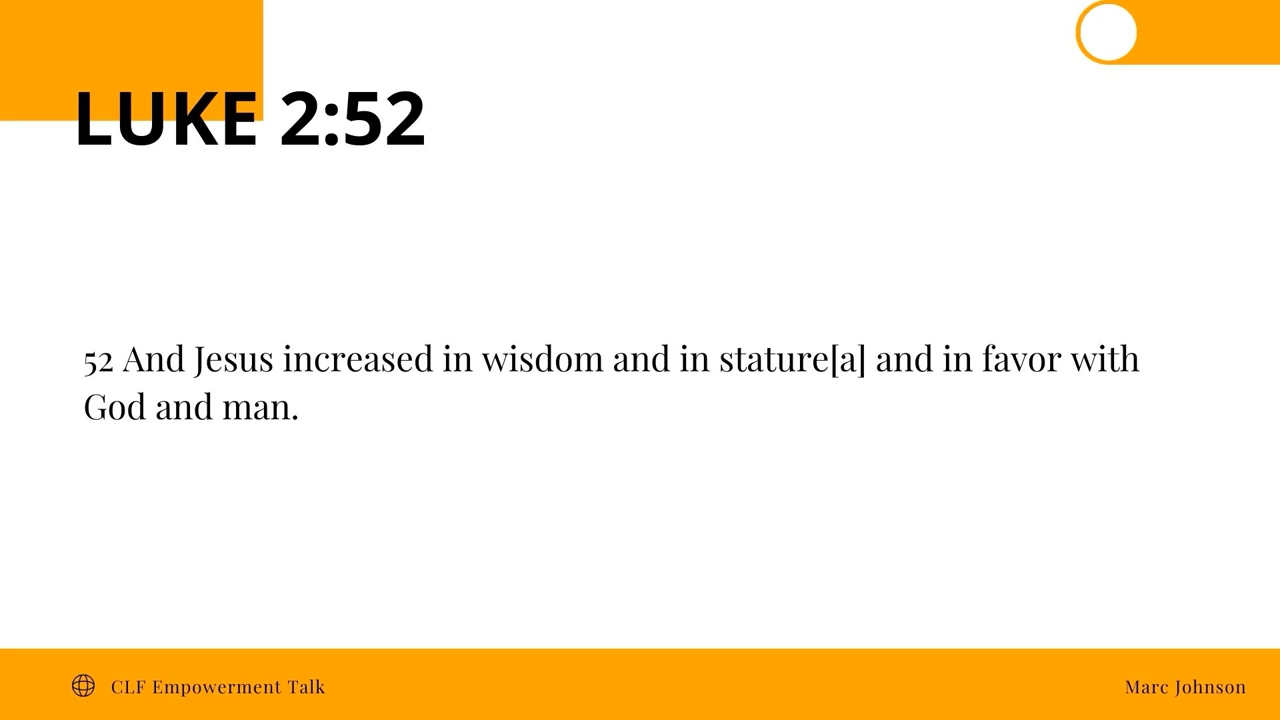 LUKE 2:52
52 And Jesus increased in wisdom and in stature[a] and in favor with
God and man.
CLF Empowerment Talk
Marc Johnson